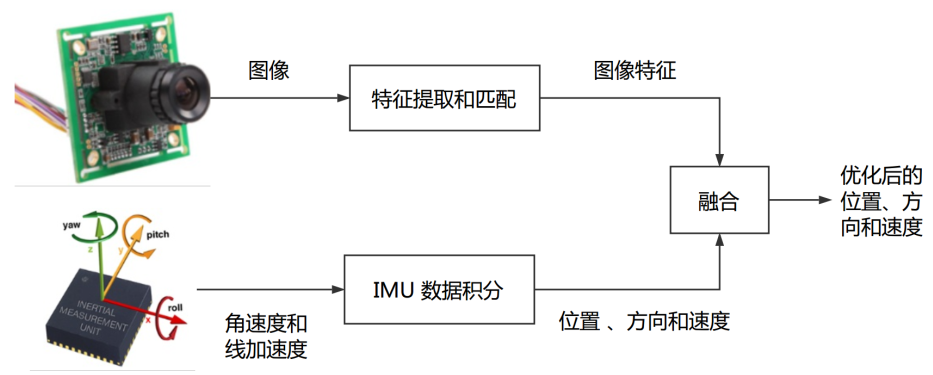 图像
特征提取和匹配
图像特征
融合
优化后的
位置、方
向和速度
yaw
pitch
z
y
roll
x
INERTIAL
MEASUREMENT
UNIT
角速度和
线加速度
IMU 数据积分
位置 、方向和速度